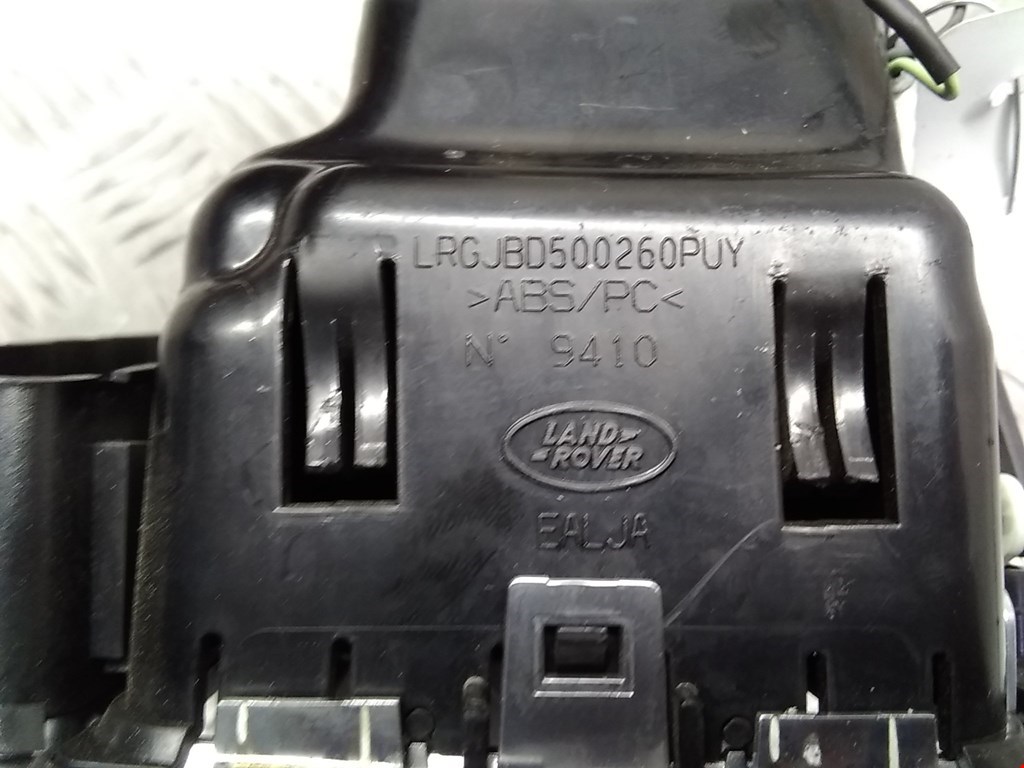 LRGJBD500260PUY
>ABS/PC<
N° 9410
LAND
ROVER
EALJA